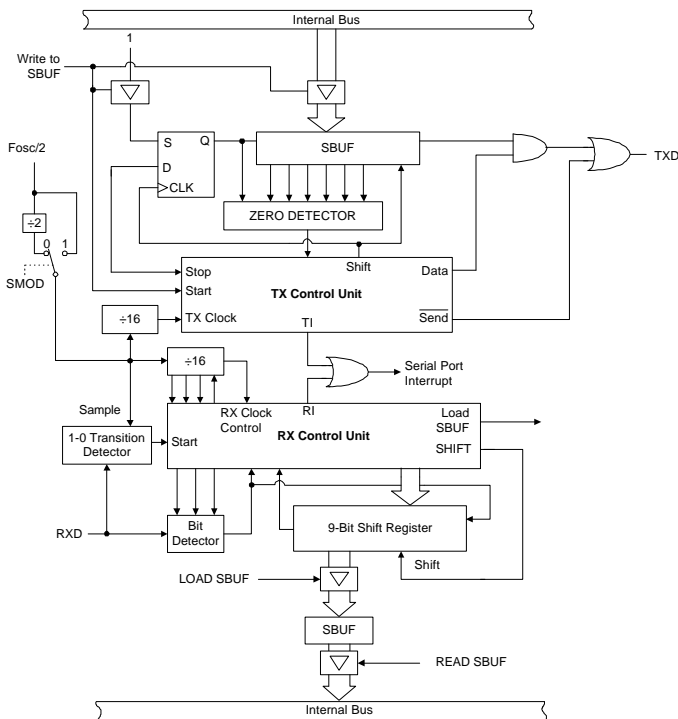 Internal Bus
1
Write to
SBUF
Fosc/2
S
Q
D
CLK
SBUF
TXD
÷2
ZERO DETECTOR
0 1
SMOD
Shift
Stop
Data
Start
TX Control Unit
÷16
TX Clock
TI
Send
÷16
Serial Port
Interrupt
Sample
RX Clock
Control
RI
Load
SBUF
1-0 Transition
Detector
Start
RX Control Unit
SHIFT
RXD
Bit
Detector
9-Bit Shift Register
Shift
LOAD SBUF
SBUF
READ SBUF
Internal Bus